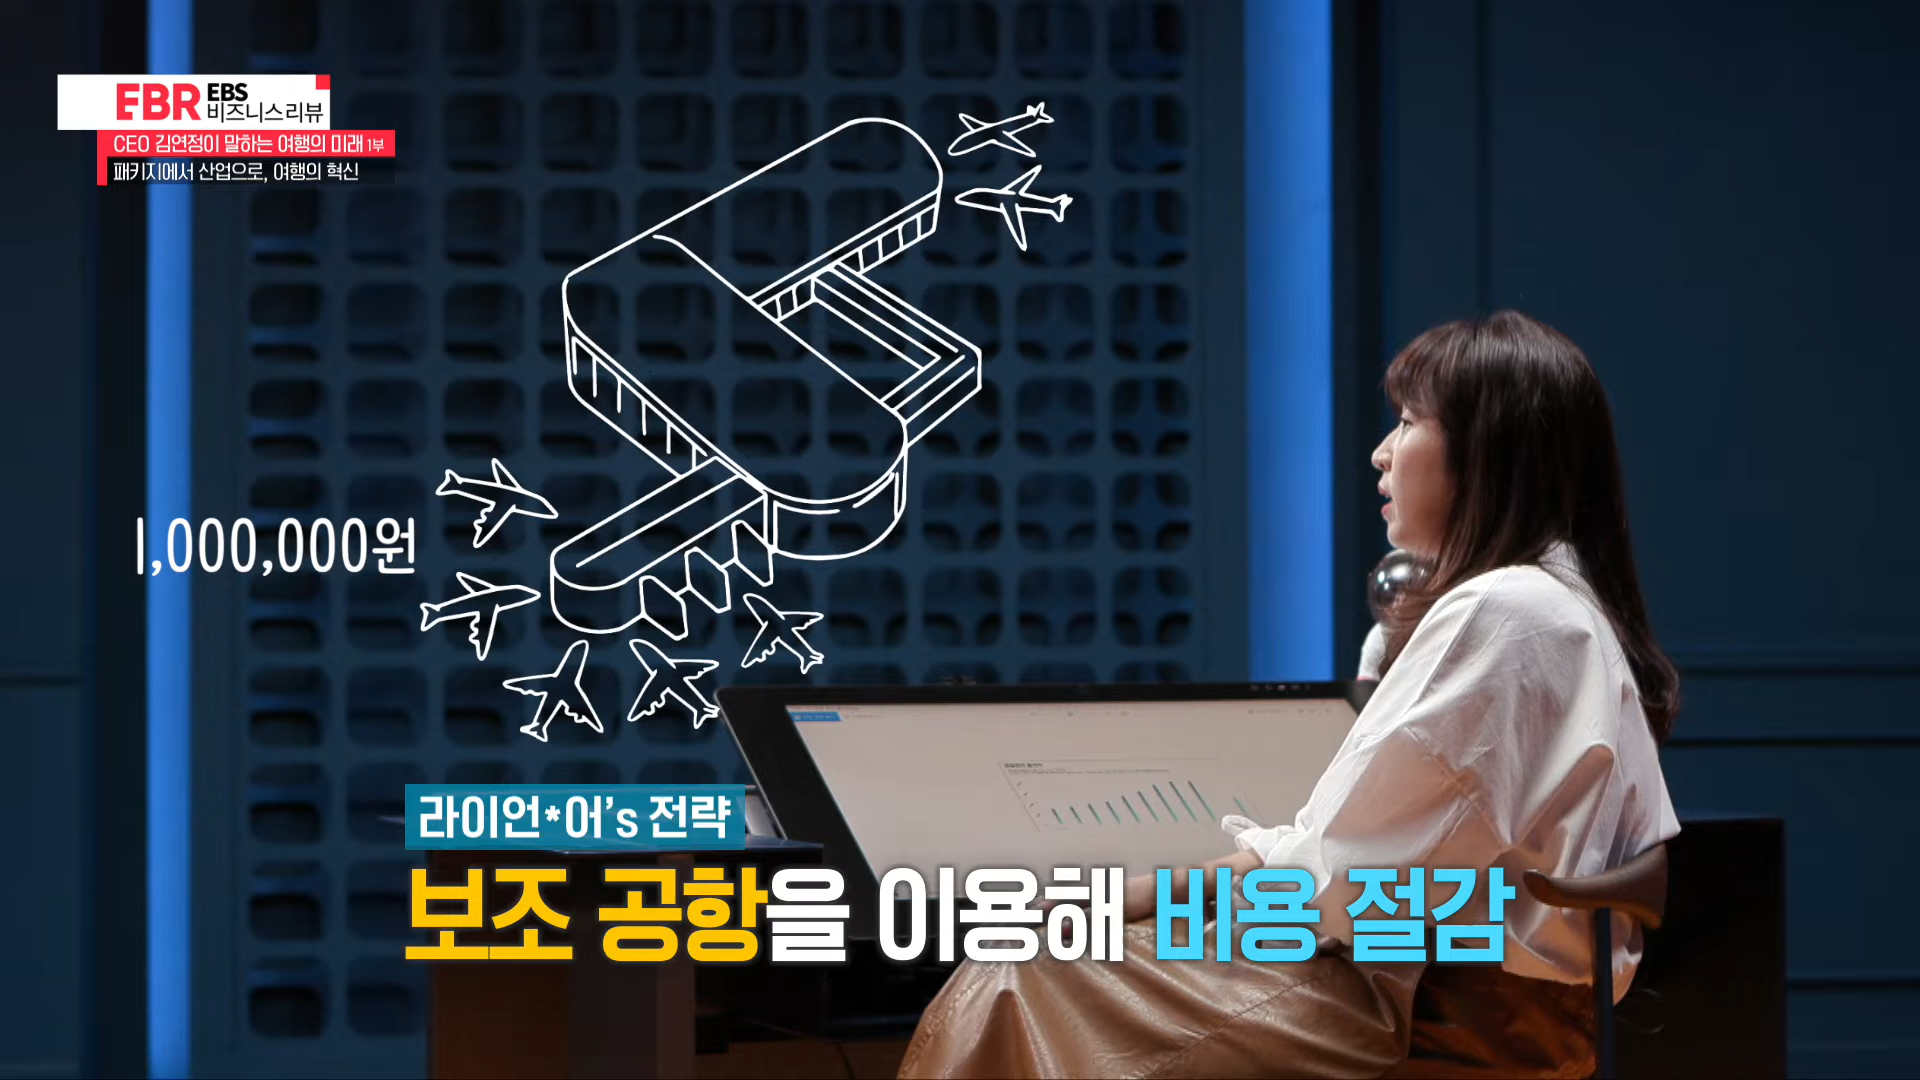 EBR EBS
비즈니스 리뷰
CEO 김연정이 말하는 여행의 미래 1부
패키지에서 산업으로, 여행의 혁신
1,000,000원
라이언*어's 전략
보조 공항을 이용해 비용 절감